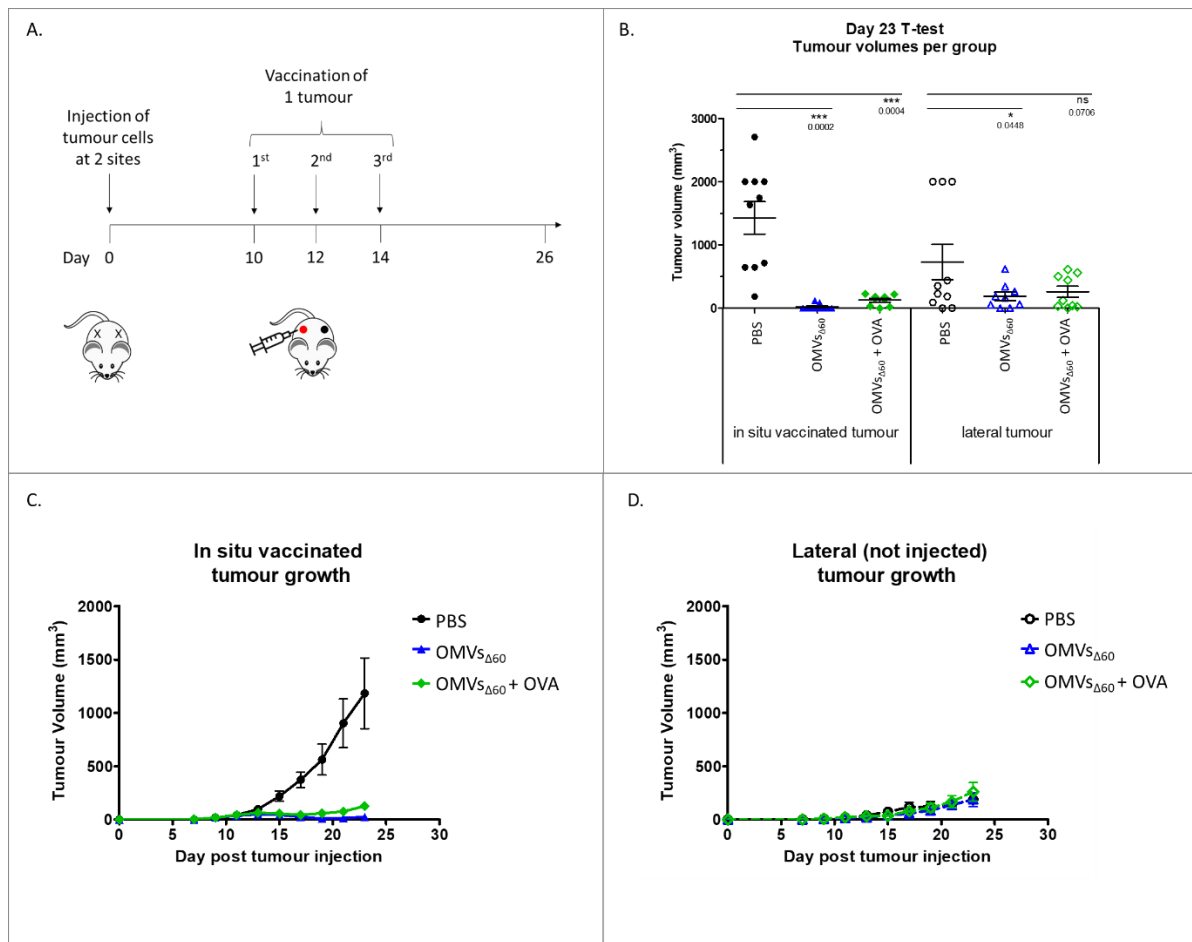 A.
Vaccination of
1 tumour
Injection of
tumour cells
at 2 sites
1st 2nd 3rd
Day 0 10 12 14 26
x x
B.
Day 23 T-test
Tumour volumes per group
*** 0.0002
*** 0.0004
* 0.0448
ns 0.0706
Tumour volume (mm³)
3000
2000
1000
0
PBS
OMVsΔ60
OMVsΔ60 + OVA
PBS
OMVsΔ60
OMVsΔ60 + OVA
in situ vaccinated tumour
lateral tumour
C.
In situ vaccinated
tumour growth
Tumour Volume (mm³)
2000
1500
1000
500
0
0 5 10 15 20 25 30
Day post tumour injection
PBS
OMVsΔ60
OMVsΔ60 + OVA
D.
Lateral (not injected)
tumour growth
Tumour Volume (mm³)
2000
1500
1000
500
0
0 5 10 15 20 25 30
Day post tumour injection
PBS
OMVsΔ60
OMVsΔ60 + OVA